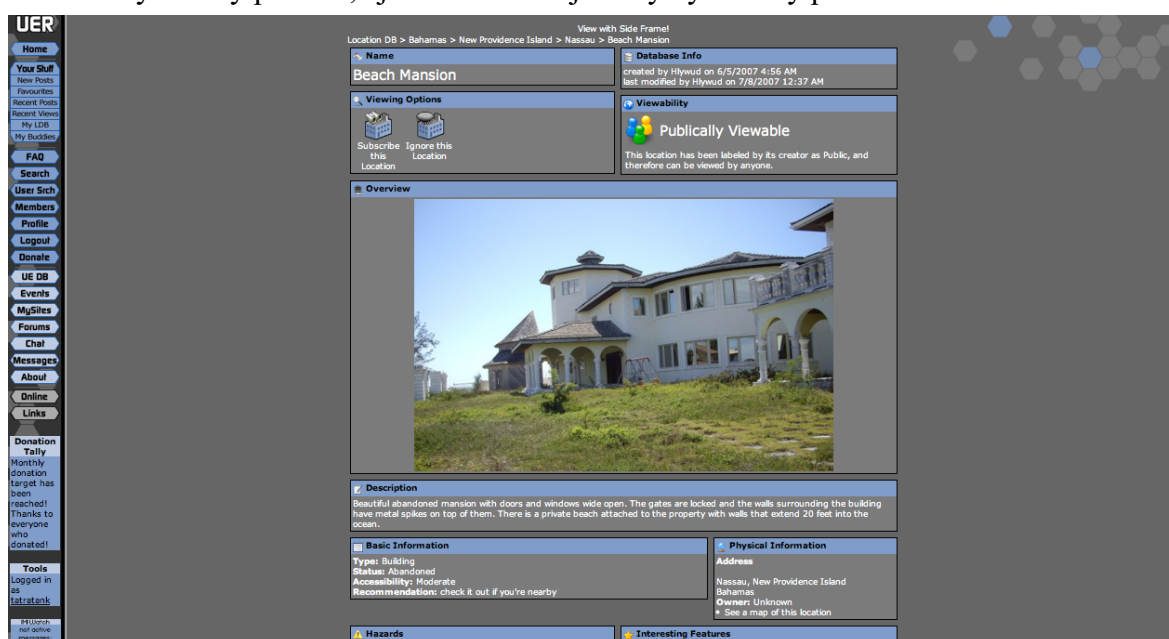 UER
Home
Your Stuff
New Posts
Favourites
Recent Posts
Recent Views
My LDB
My Buddies
FAQ
Search
User Srch
Members
Profile
Logout
Donate
UE DB
Events
MySites
Forums
Chat
Messages
About
Online
Links
Donation
Tally
Monthly
donation
target has
been
reached!
Thanks to
everyone
who
donated!
Tools
Logged in
as
tatratank
not active
View with Side Frame!
Location DB > Bahamas > New Providence Island > Nassau > Beach Mansion
Name
Beach Mansion
Database Info
created by Hlywud on 6/5/2007 4:56 AM
last modified by Hlywud on 7/8/2007 12:37 AM
Viewing Options
Subscribe
this
Location
Ignore this
Location
Viewability
Publically Viewable
This location has been labeled by its creator as Public, and
therefore can be viewed by anyone.
Overview
Description
Beautiful abandoned mansion with doors and windows wide open. The gates are locked and the walls surrounding the building
have metal spikes on top of them. There is a private beach attached to the property with walls that extend 20 feet into the
ocean.
Basic Information
Type: Building
Status: Abandoned
Accessibility: Moderate
Recommendation: check it out if you're nearby
Physical Information
Address
Nassau, New Providence Island
Bahamas
Owner: Unknown
• See a map of this location
Hazards
Interesting Features